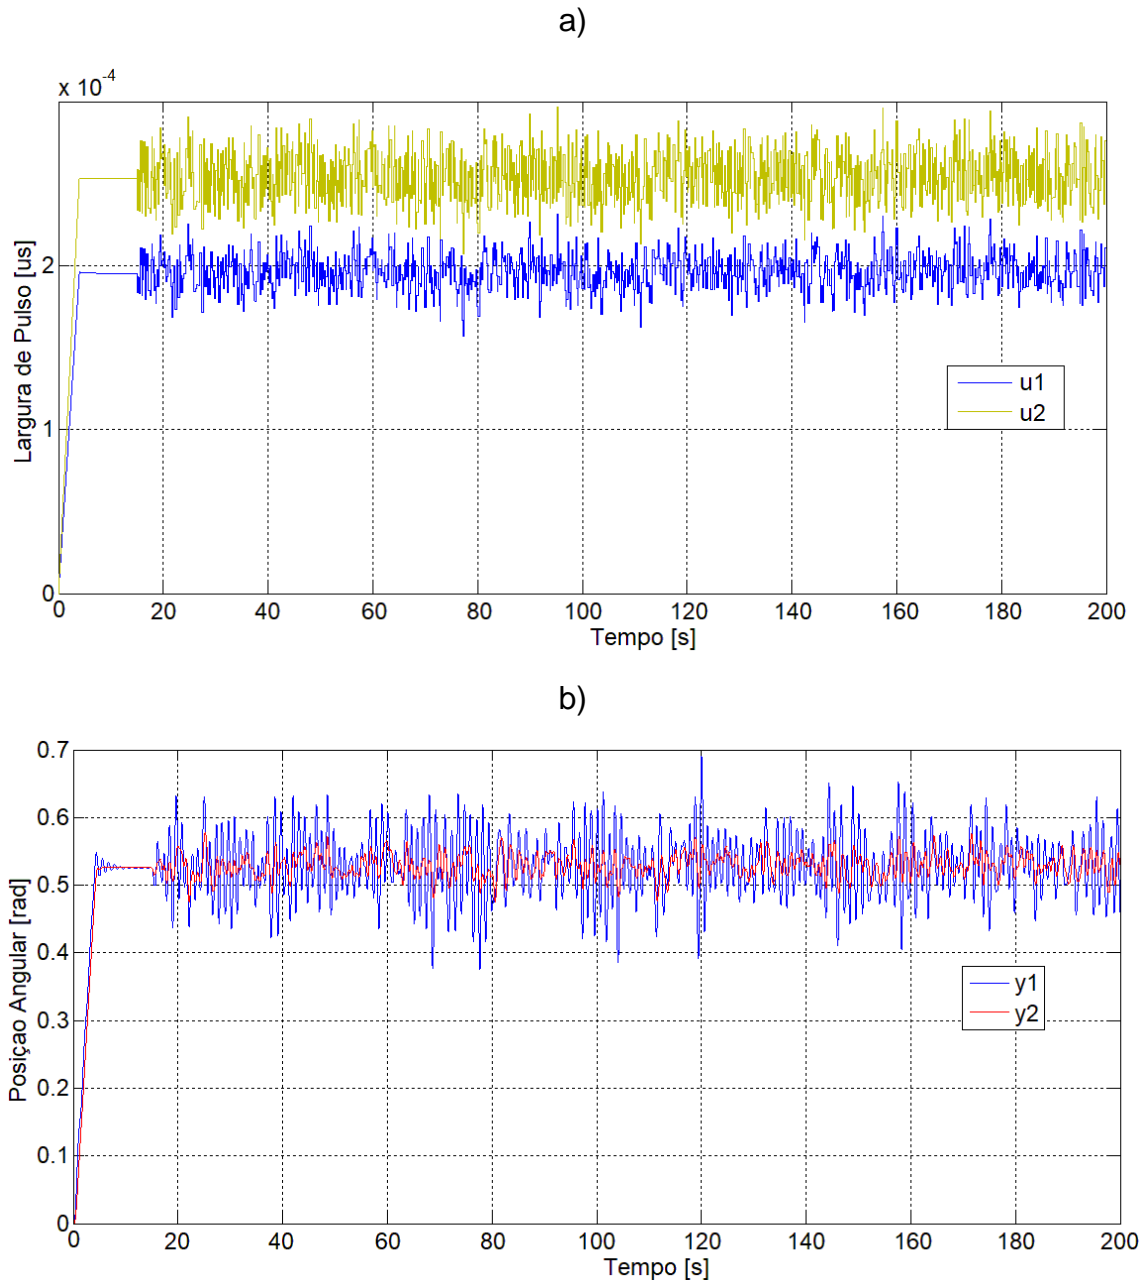 a)
x 10-4
Largura de Pulso [us]
2
1
0
u1
u2
0 20 40 60 80 100 120 140 160 180 200
Tempo [s]
b)
Posiçao Angular [rad]
0.7
0.6
0.5
0.4
0.3
0.2
0.1
0
y1
y2
0 20 40 60 80 100 120 140 160 180 200
Tempo [s]